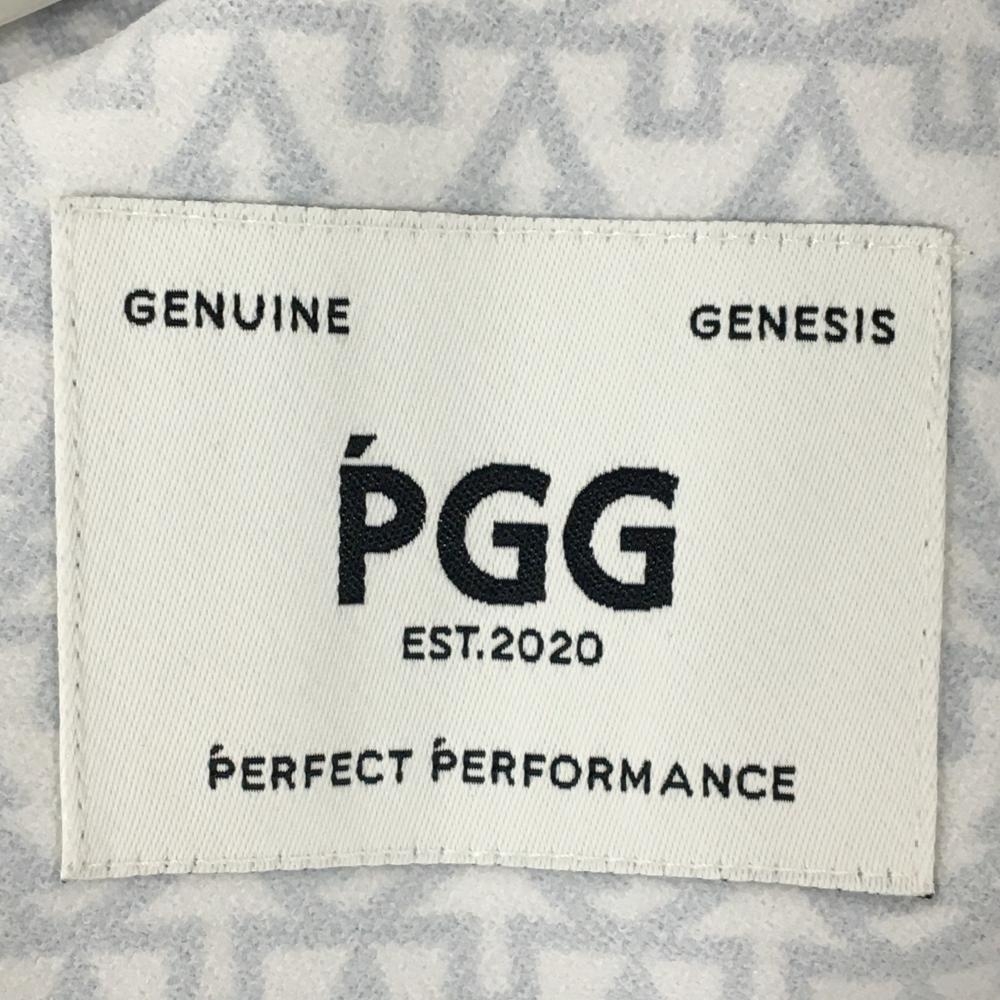 GENUINE GENESIS
ṔGG
EST.2020
ṔERFECT ṔERFORMANCE